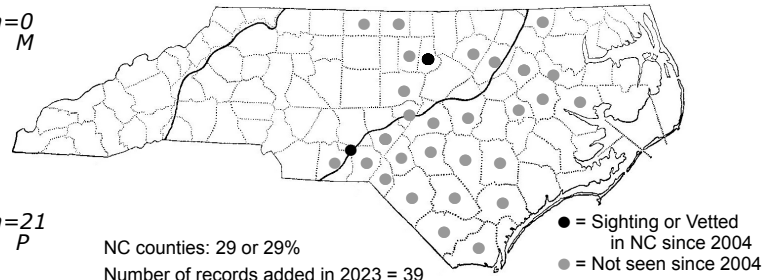 n=0
M
n=21
P
NC counties: 29 or 29%
Number of records added in 2023 = 39
● = Sighting or Vetted
in NC since 2004
● = Not seen since 2004